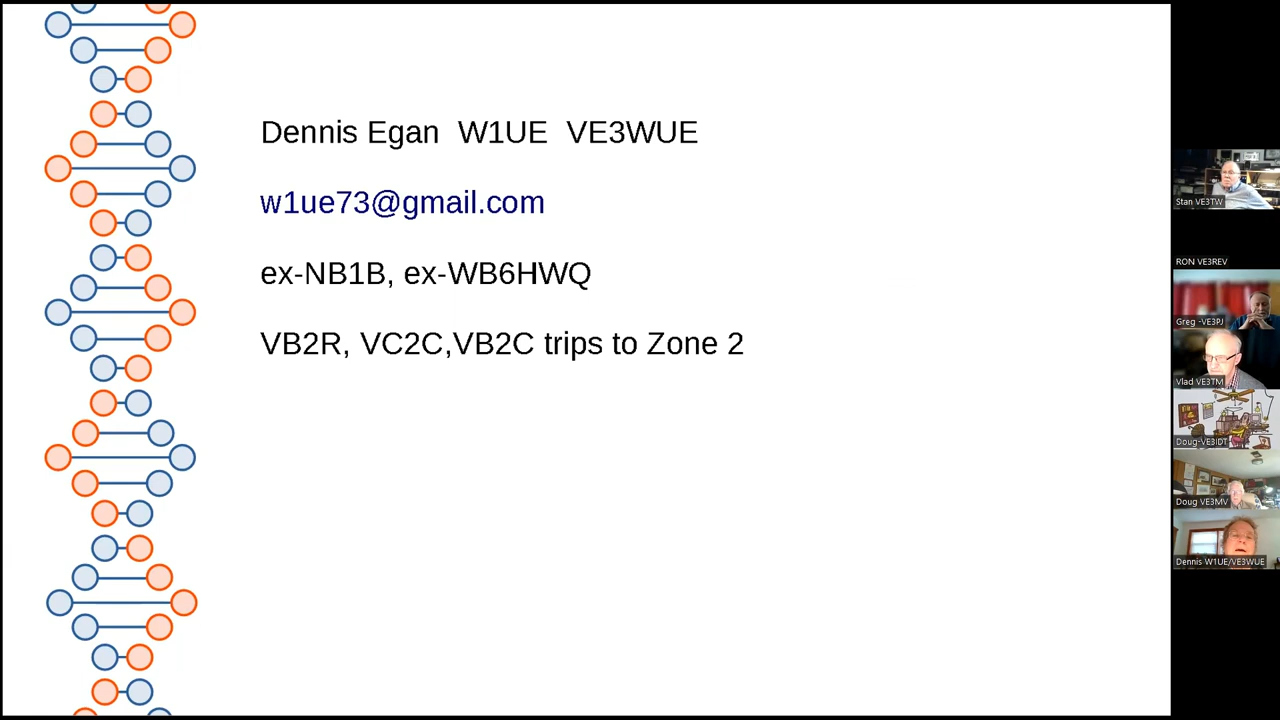 Dennis Egan W1UE VE3WUE
w1ue73@gmail.com
ex-NB1B, ex-WB6HWQ
VB2R, VC2C,VB2C trips to Zone 2
Stan VE3TW
RON VE3REV
Greg -VE3PJ
Vlad VE3TM
Doug-VE3IDT
Doug VE3MV
Dennis W1UE/VE3WUE